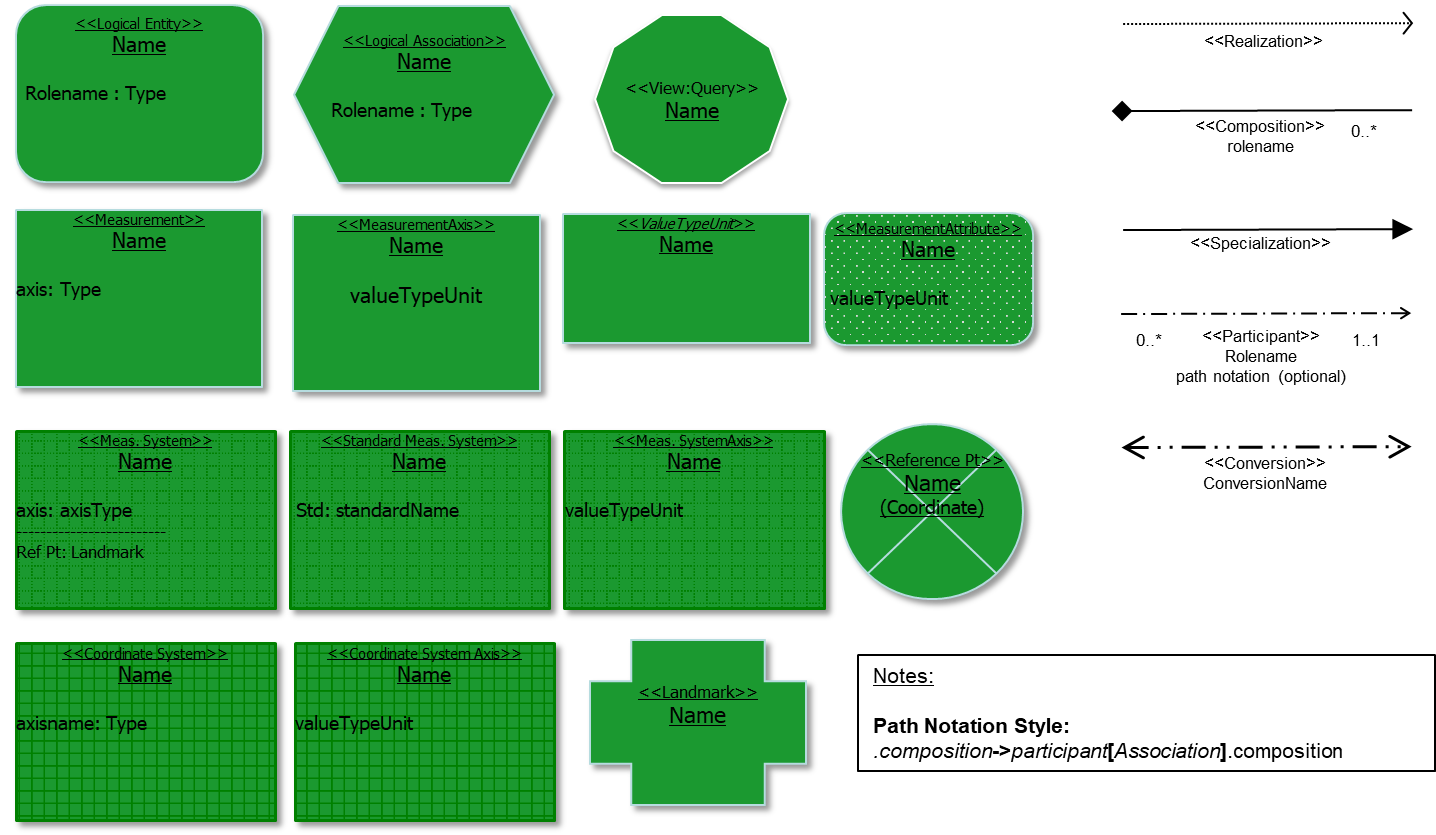 <<Logical Entity>>
Name
Rolename : Type
<<Logical Association>>
Name
Rolename : Type
<<View:Query>>
Name
<<Realization>>
<<Composition>>
0..*
rolename
<<Measurement>>
Name
axis: Type
<<MeasurementAxis>>
Name
valueTypeUnit
<<ValueTypeUnit>>
Name
<<MeasurementAttribute>>
Name
valueTypeUnit
<<Specialization>>
0..*
<<Participant>>
1..1
Rolename
path notation (optional)
<<Meas. System>>
Name
axis: axisType
-------------------------
Ref Pt: Landmark
<<Standard Meas. System>>
Name
Std: standardName
<<Meas. SystemAxis>>
Name
valueTypeUnit
<<Reference Pt>>
Name
(Coordinate)
<<Conversion>>
ConversionName
<<Coordinate System>>
Name
axisname: Type
<<Coordinate System Axis>>
Name
valueTypeUnit
<<Landmark>>
Name
Notes:
Path Notation Style:
.composition->participant[Association].composition